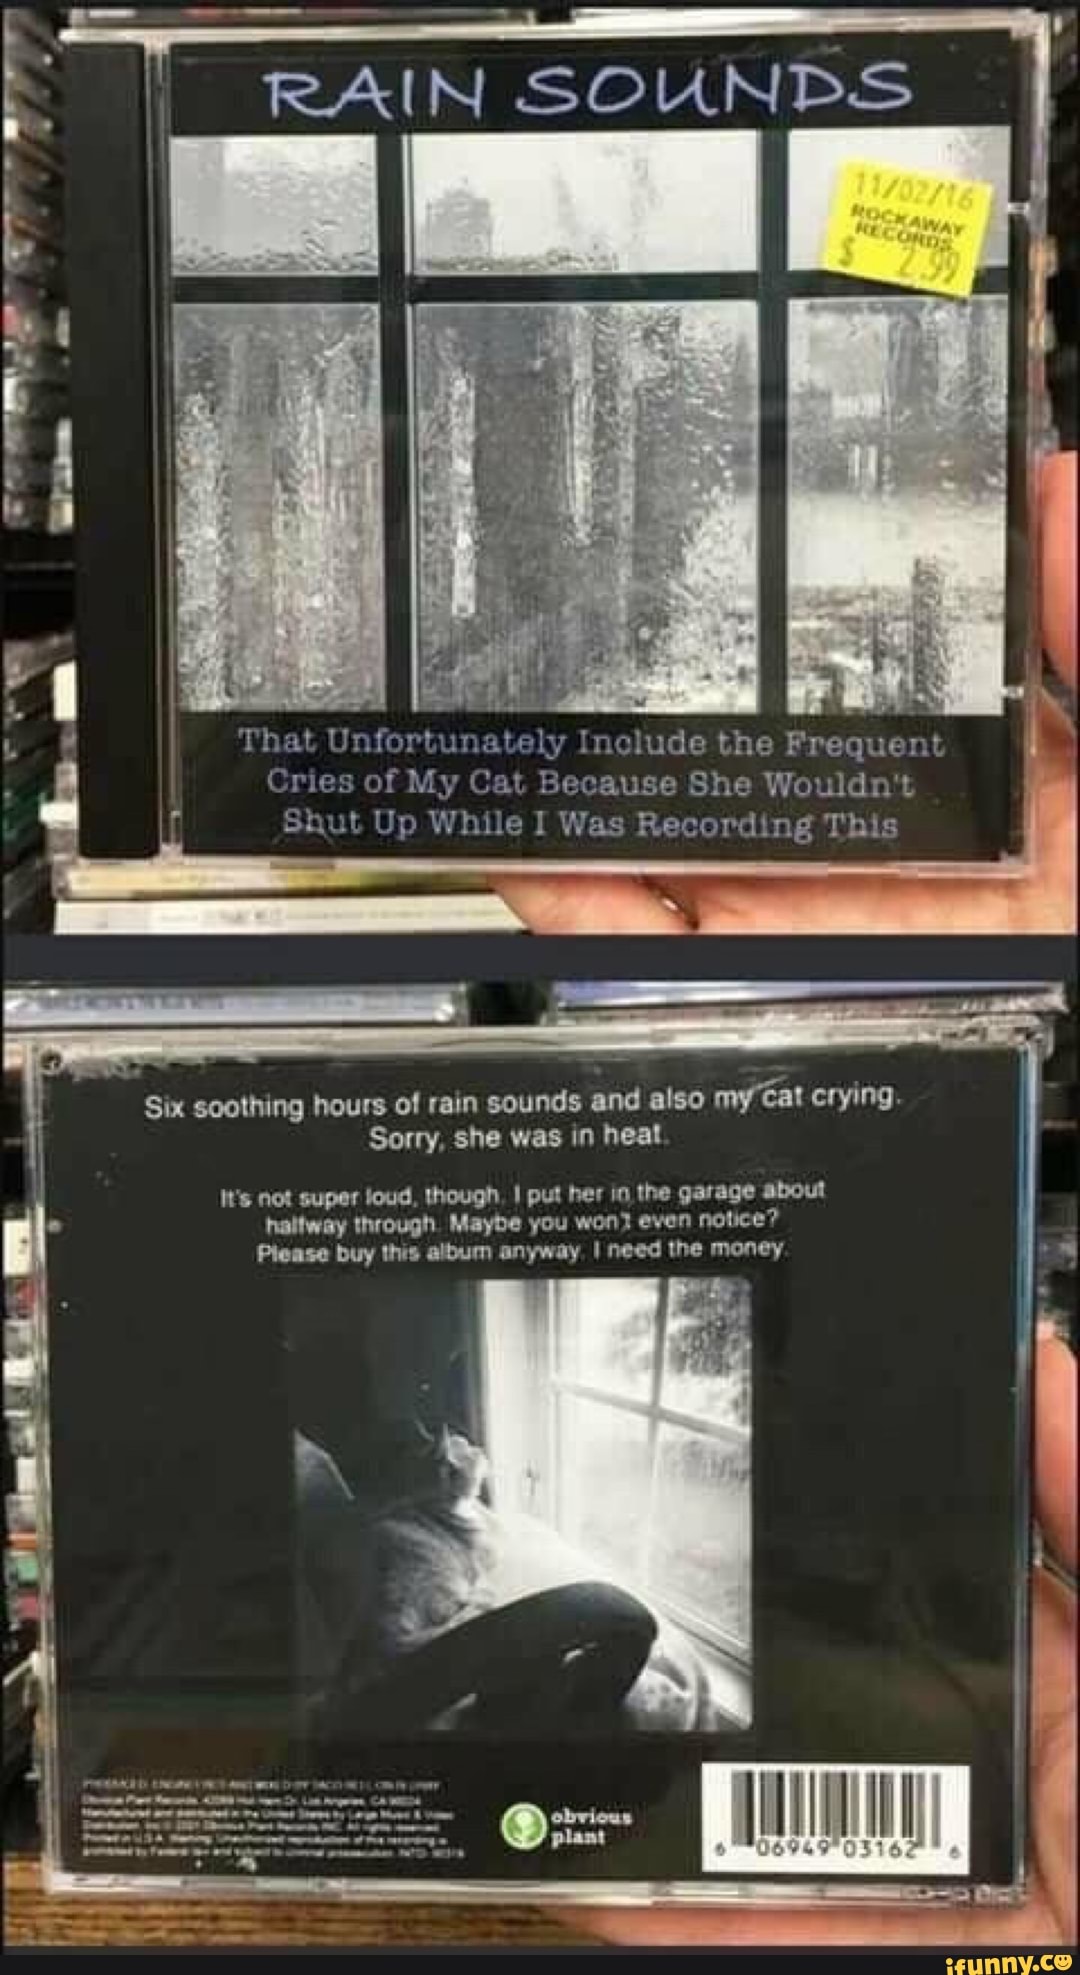 RAIN SOUNDS
11/02/16
ROCKAWAY
RECORDS
$ 2.99
That Unfortunately Include the Frequent
Cries of My Cat Because She Wouldn't
Shut Up While I Was Recording This
Six soothing hours of rain sounds and also my cat crying.
Sorry, she was in heat.
It's not super loud, though. I put her in the garage about
halfway through. Maybe you won't even notice?
Please buy this album anyway. I need the money.
obvious
plant
6 06949 03162 6
ifunny.co